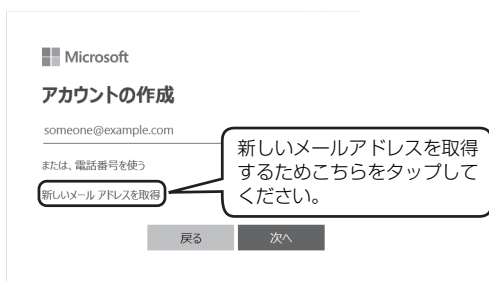 Microsoft
アカウントの作成
someone@example.com
または、電話番号を使う
新しいメール アドレスを取得
新しいメールアドレスを取得
するためこちらをタップして
ください。
戻る
次へ